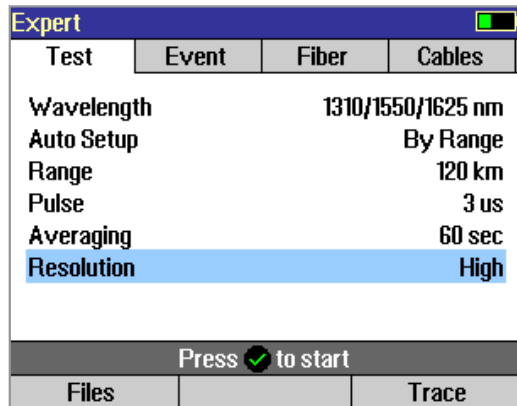 Expert
Test Event Fiber Cables
Wavelength 1310/1550/1625 nm
Auto Setup By Range
Range 120 km
Pulse 3 us
Averaging 60 sec
Resolution High
Press to start
Files Trace